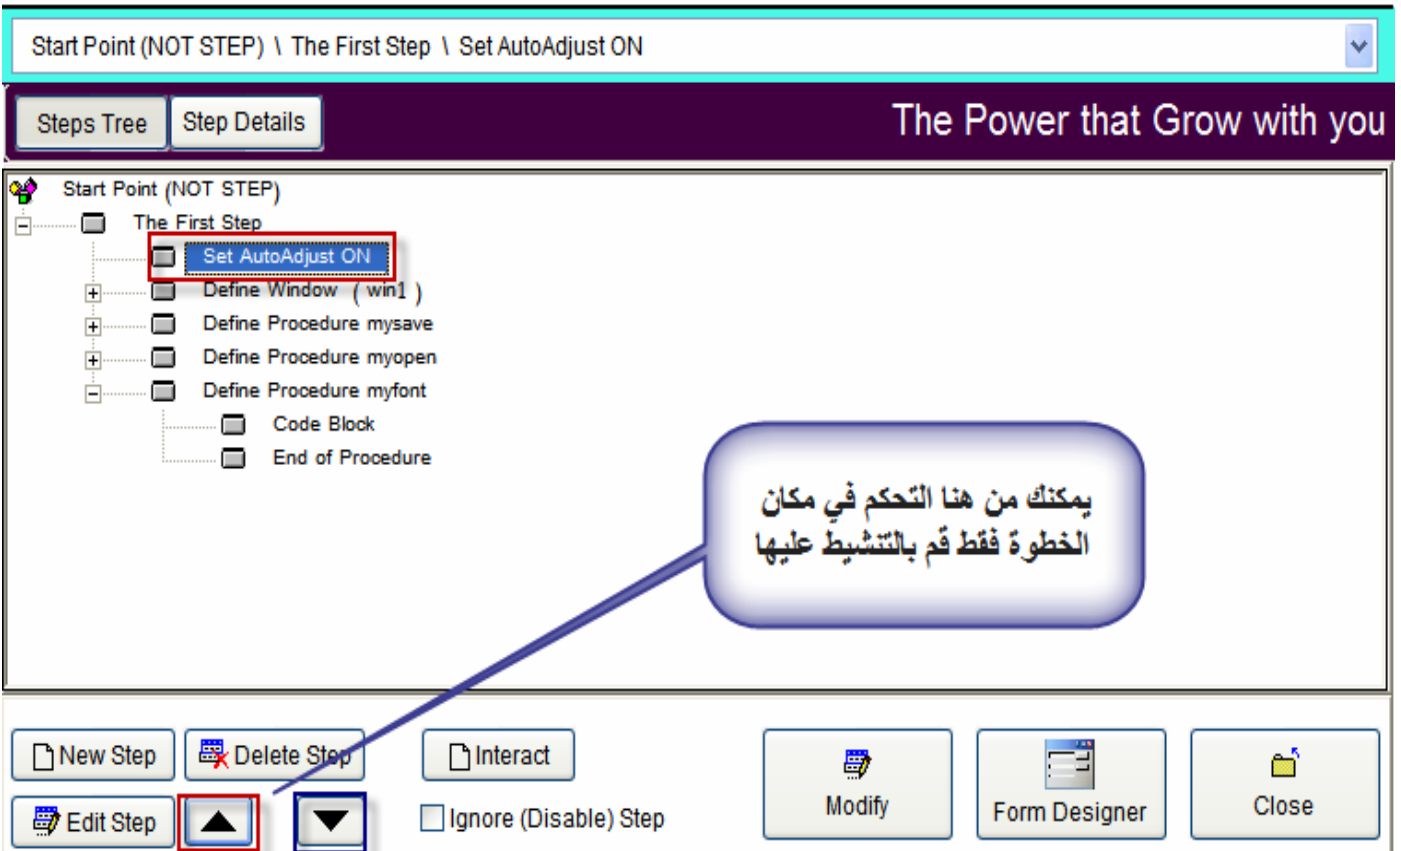 Start Point (NOT STEP) \ The First Step \ Set AutoAdjust ON
Steps Tree
Step Details
The Power that Grow with you
Start Point (NOT STEP)
The First Step
Set AutoAdjust ON
Define Window ( win1 )
Define Procedure mysave
Define Procedure myopen
Define Procedure myfont
Code Block
End of Procedure
يمكنك من هنا التحكم في مكان
الخطوة فقط قم بالتنشيط عليها
New Step
Delete Step
Interact
Edit Step
Ignore (Disable) Step
Modify
Form Designer
Close